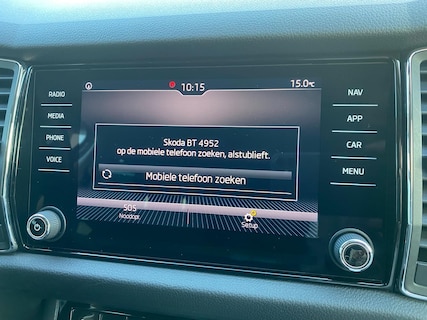 10:15
15.0°C
RADIO
MEDIA
PHONE
VOICE
Skoda BT 4952
op de mobiele telefoon zoeken, alstublieft.
Mobiele telefoon zoeken
SOS
Noodopr.
Setup
NAV
APP
CAR
MENU